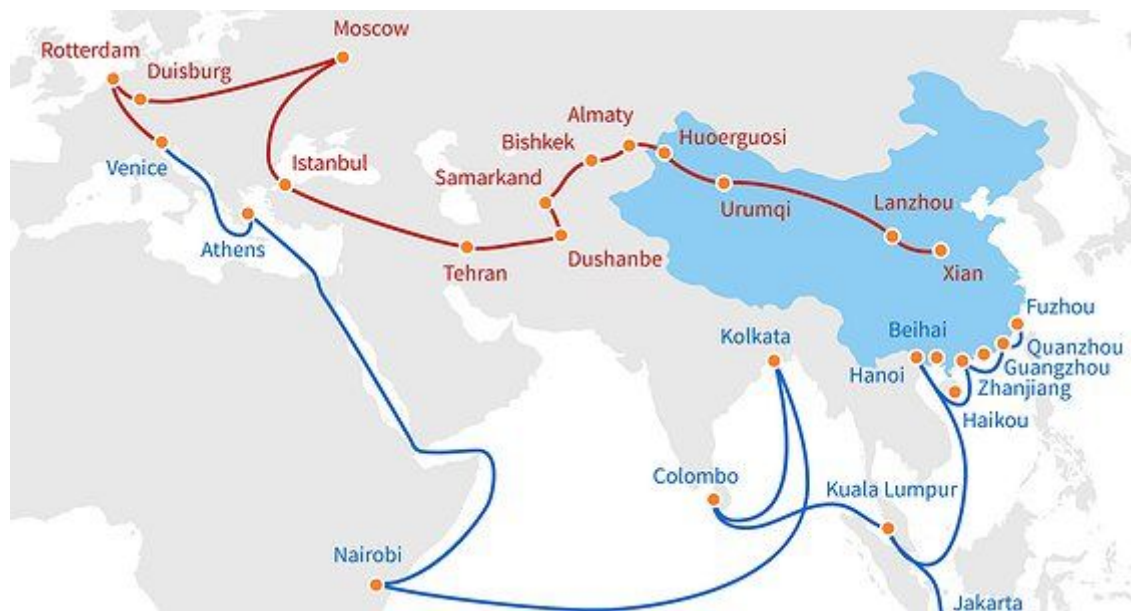 Moscow
Rotterdam
Duisburg
Almaty
Huoerguosi
Bishkek
Venice
Istanbul
Samarkand
Urumqi
Lanzhou
Athens
Tehran
Dushanbe
Xian
Fuzhou
Kolkata
Beihai
Quanzhou
Hanoi
Guangzhou
Zhanjiang
Haikou
Colombo
Kuala Lumpur
Nairobi
Jakarta